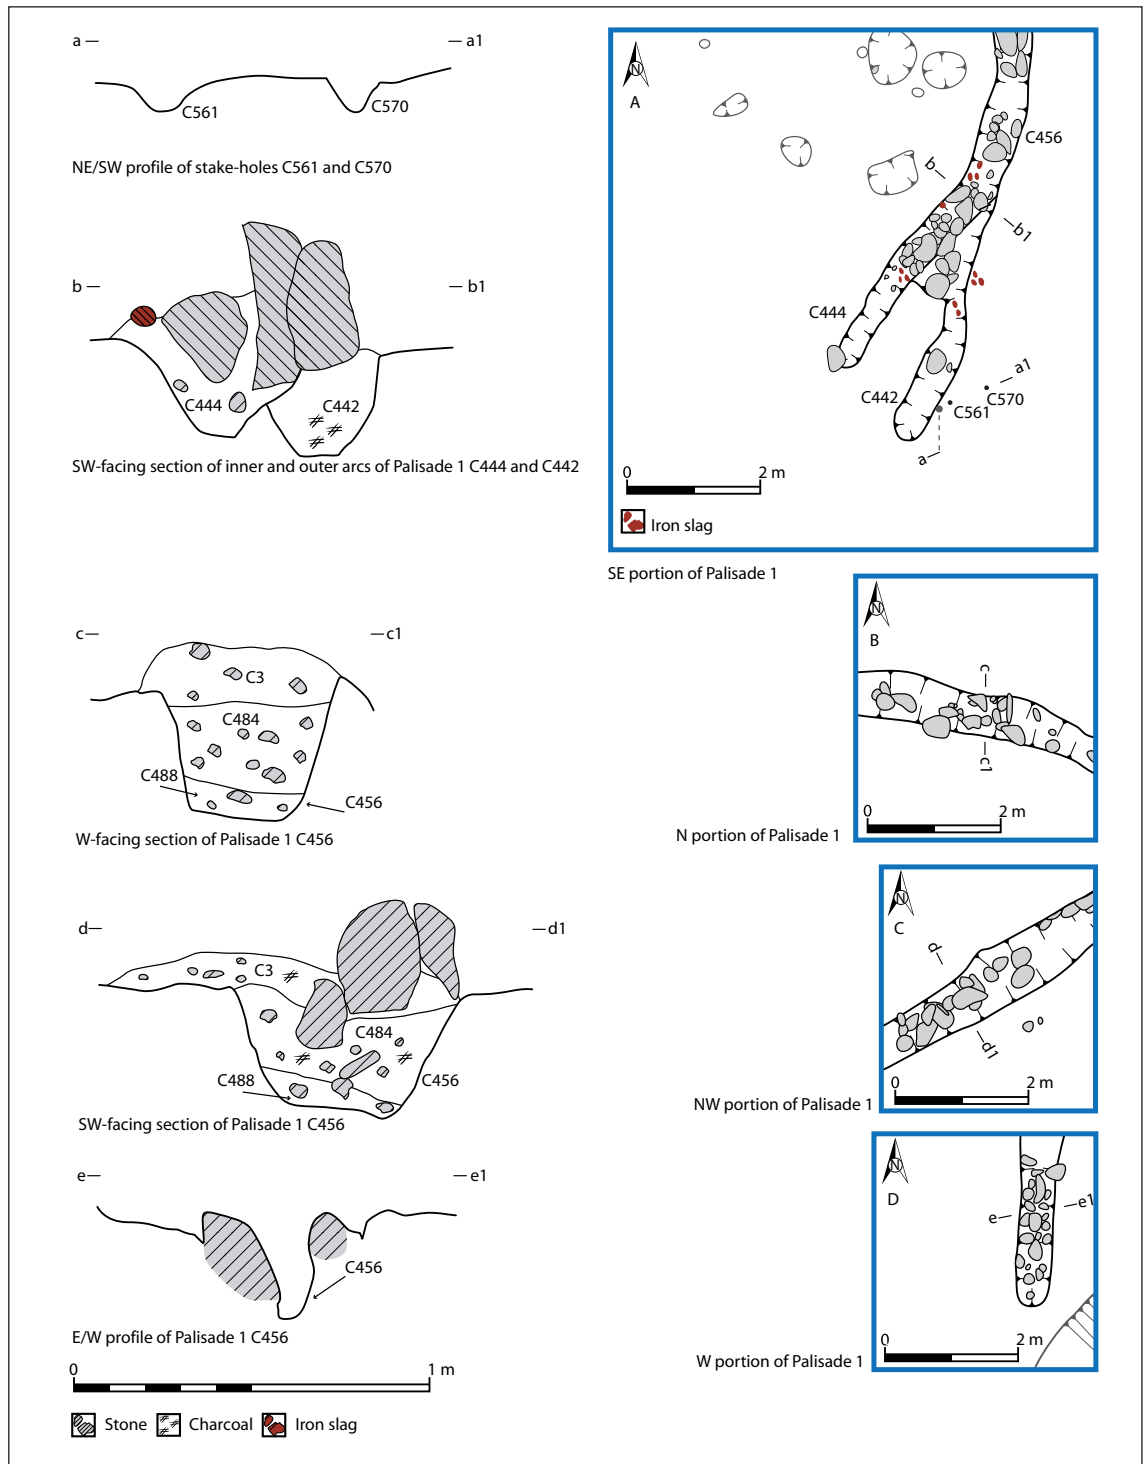 a a1
C561 C570
NE/SW profile of stake-holes C561 and C570
b b1
C444 C442
SW-facing section of inner and outer arcs of Palisade 1 C444 and C442
c c1
C3
C484
C488
C456
W-facing section of Palisade 1 C456
d d1
C3
C484
C488 C456
SW-facing section of Palisade 1 C456
e e1
C456
E/W profile of Palisade 1 C456
0 1 m
Stone Charcoal Iron slag
N
A
C456
b
b1
C444
a1
C442 C570
C561
a
0 2 m
Iron slag
SE portion of Palisade 1
N
B
c
c1
0 2 m
N portion of Palisade 1
N
C
d
d1
0 2 m
NW portion of Palisade 1
N
D
e e1
0 2 m
W portion of Palisade 1